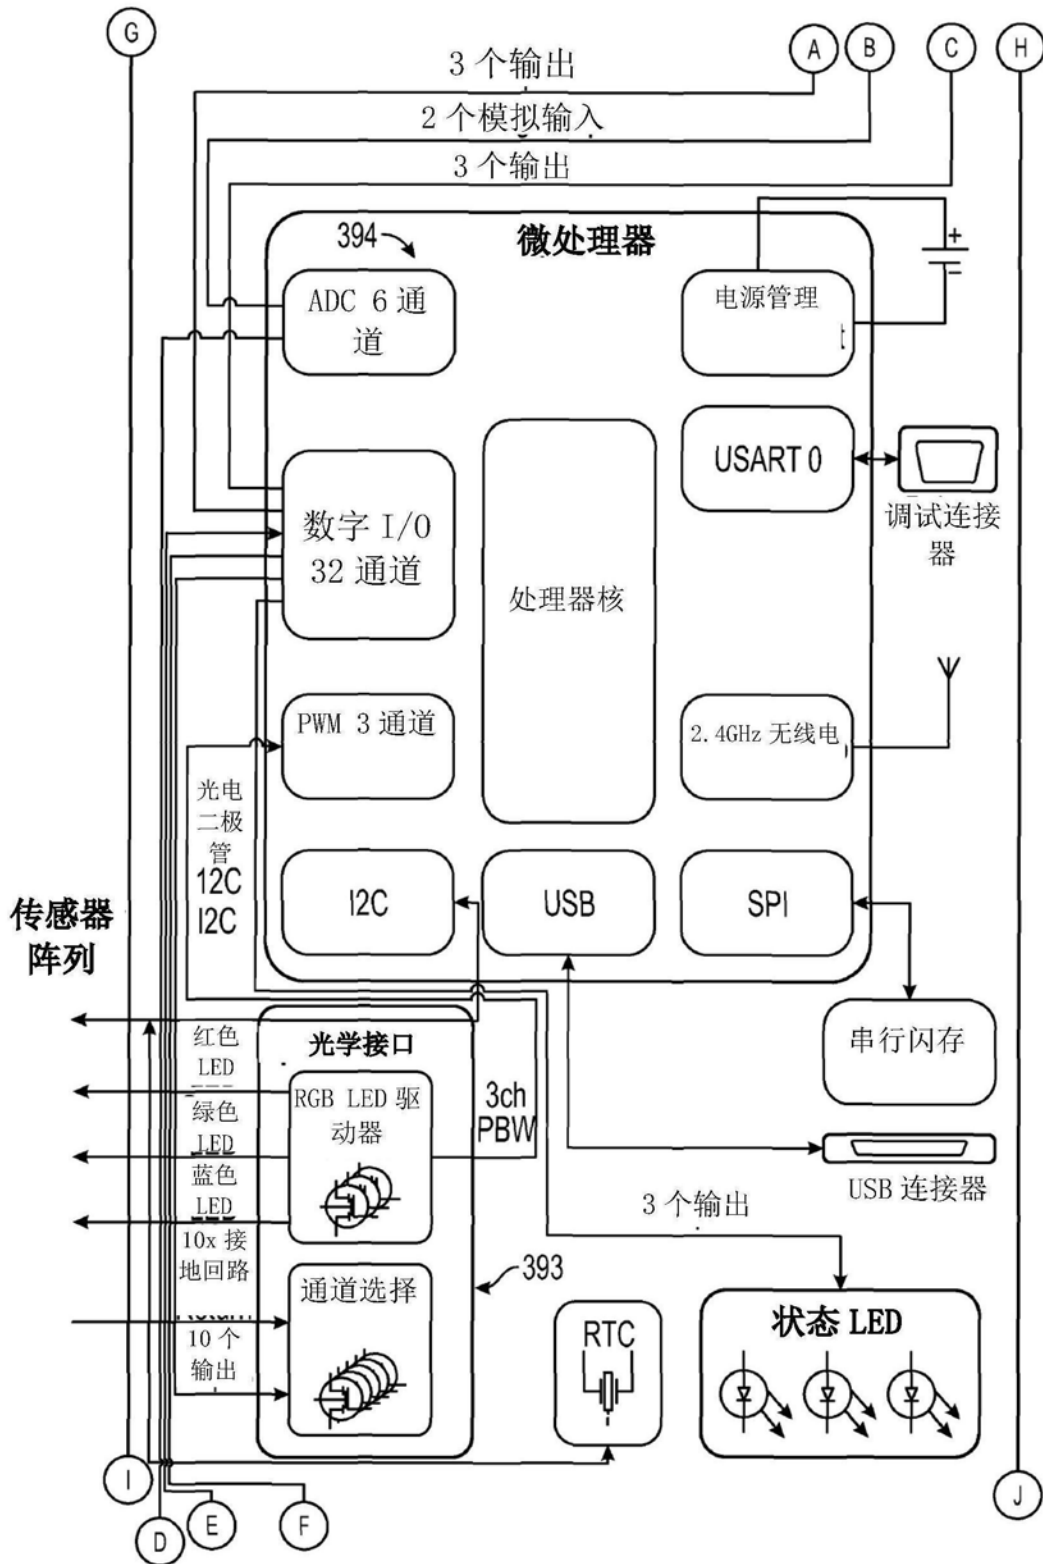 G
A
B
C
H
3 个输出
2 个模拟输入
3 个输出
394
微处理器
ADC 6 通
道
电源管理
t
USART 0
调试连接
器
数字 I/O
32 通道
处理器核
PWM 3 通道
2.4GHz 无线电
光电
二极
管
12C
I2C
I2C
USB
SPI
传感器
阵列
红色
LED
光学接口
串行闪存
绿色
LED
RGB LED 驱
动器
3ch
PBW
蓝色
LED
USB 连接器
3 个输出
10x 接
地回路
393
通道选择
10 个
输出
RTC
状态 LED
I
D
E
F
J